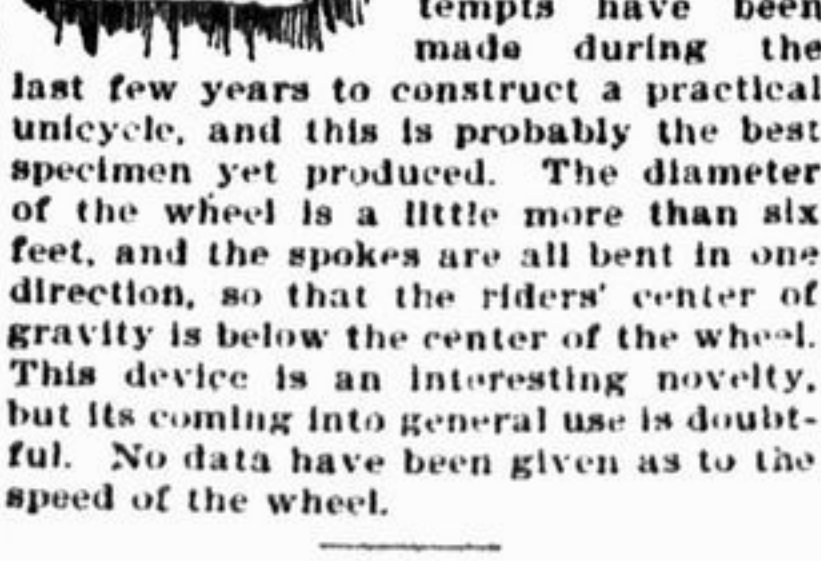 tempts have been
made during the
last few years to construct a practical
unicycle, and this is probably the best
specimen yet produced. The diameter
of the wheel is a little more than six
feet, and the spokes are all bent in one
direction, so that the riders' center of
gravity is below the center of the wheel.
This device is an interesting novelty,
but its coming into general use is doubt-
ful. No data have been given as to the
speed of the wheel.